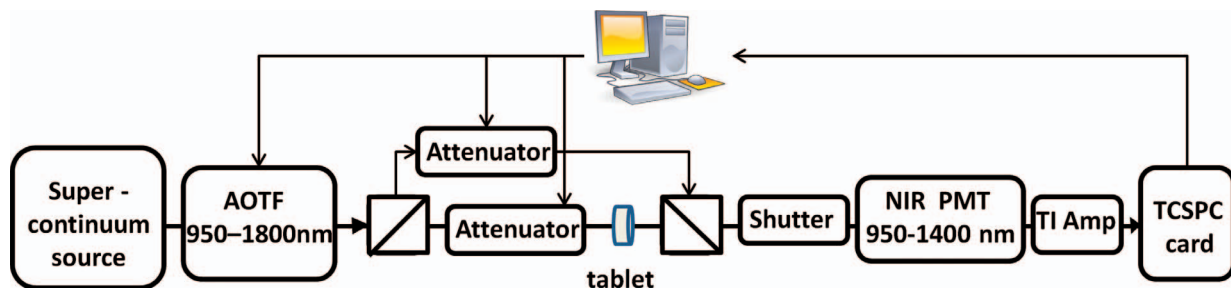 Super -
continuum
source
AOTF
950–1800nm
Attenuator
Attenuator
tablet
Shutter
NIR PMT
950-1400 nm
TI Amp
TCSPC
card